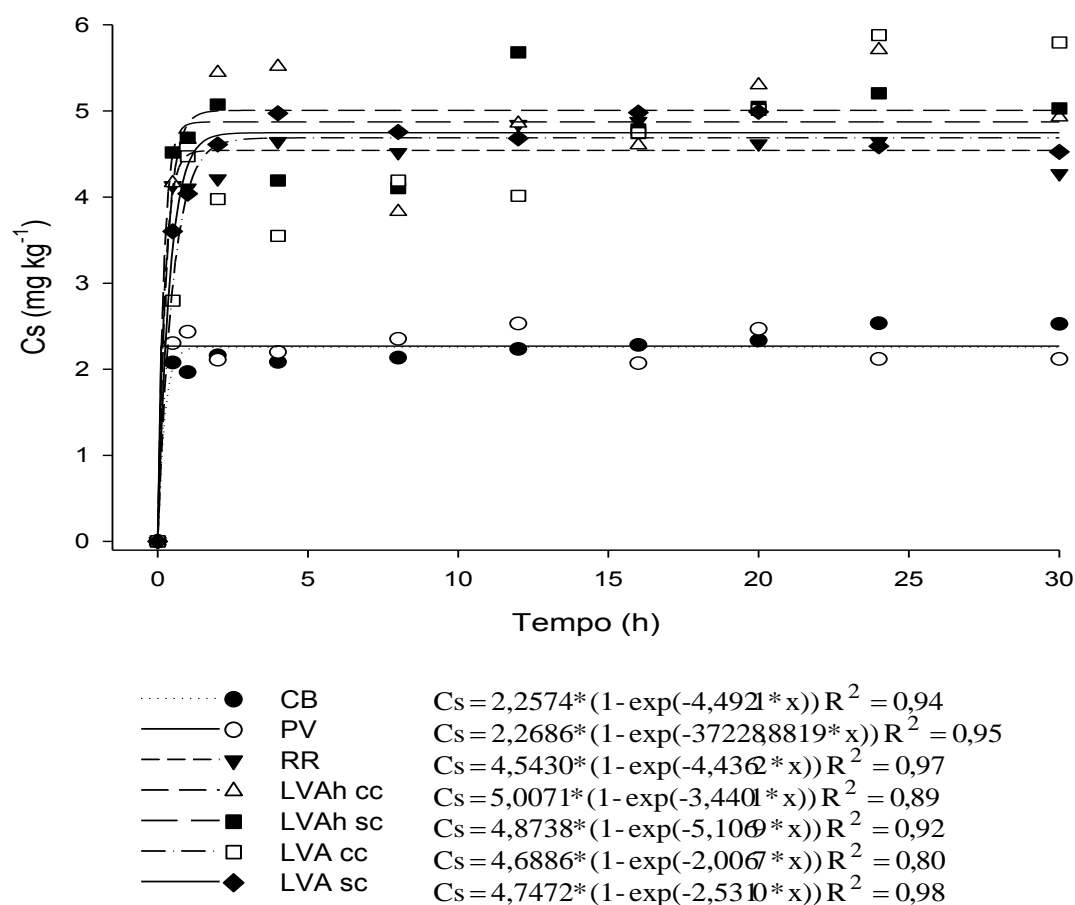 6
5
4
3
2
1
0
Cs (mg kg-1)
0 5 10 15 20 25 30
Tempo (h)
CB Cs = 2,2574* (1- exp(-4,4921* x)) R2 = 0,94
PV Cs = 2,2686* (1- exp(-37228,8819* x)) R2 = 0,95
RR Cs = 4,5430* (1- exp(-4,4362* x)) R2 = 0,97
LVAh cc Cs = 5,0071* (1- exp(-3,4401* x)) R2 = 0,89
LVAh sc Cs = 4,8738* (1- exp(-5,1069* x)) R2 = 0,92
LVA cc Cs = 4,6886* (1- exp(-2,0067* x)) R2 = 0,80
LVA sc Cs = 4,7472* (1- exp(-2,5310* x)) R2 = 0,98